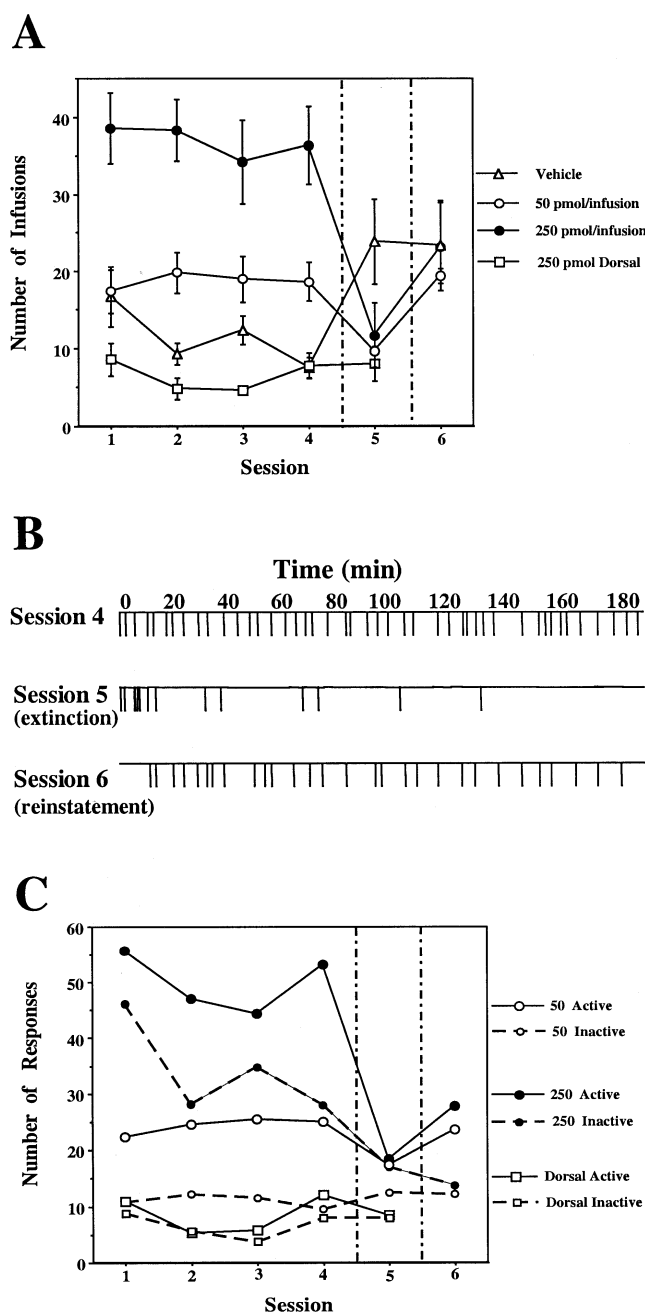 A
Number of Infusions
40
30
20
10
0
1 2 3 4 5 6
Session
Vehicle
50 pmol/infusion
250 pmol/infusion
250 pmol Dorsal
B
Time (min)
0 20 40 60 80 100 120 140 160 180
Session 4
Session 5
(extinction)
Session 6
(reinstatement)
C
Number of Responses
60
50
40
30
20
10
0
1 2 3 4 5 6
Session
50 Active
50 Inactive
250 Active
250 Inactive
Dorsal Active
Dorsal Inactive